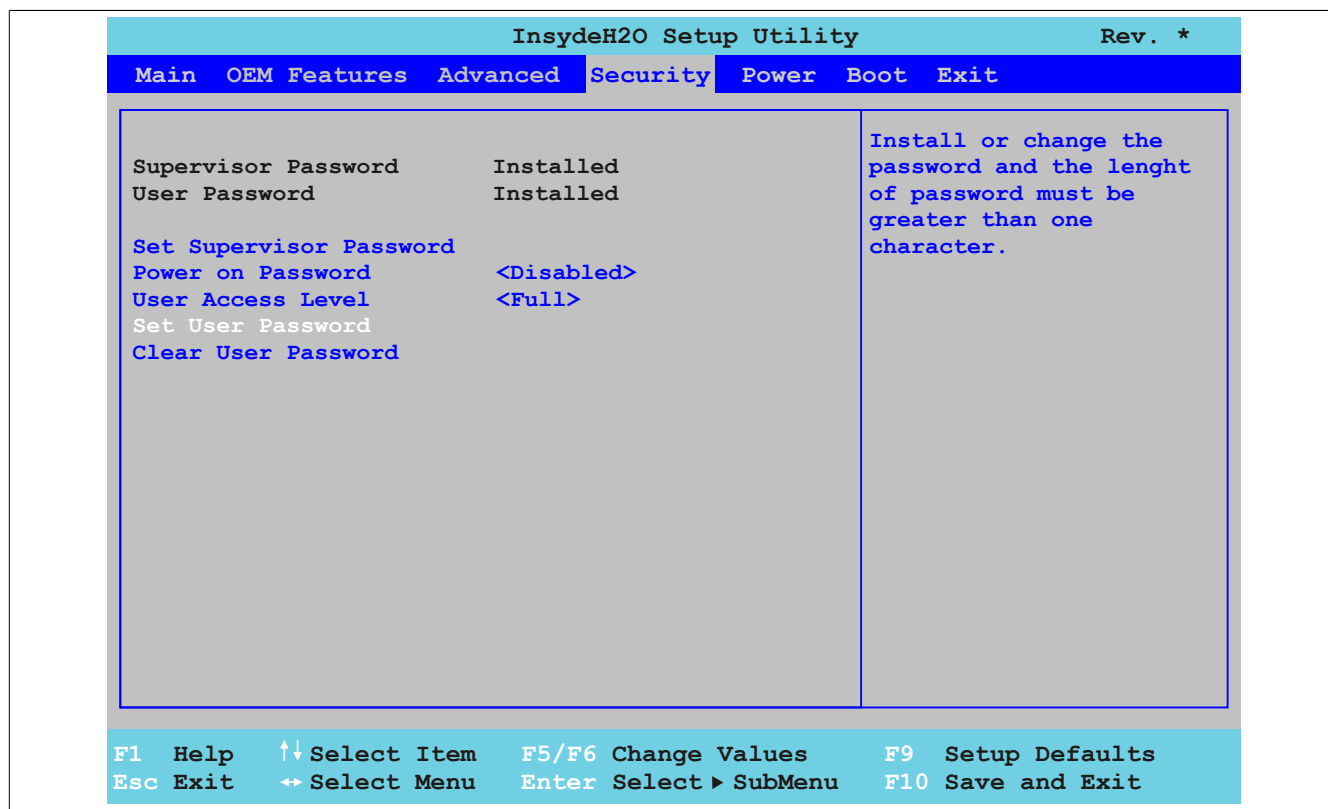 InsydeH2O Setup Utility Rev. *
Main OEM Features Advanced Security Power Boot Exit
Supervisor Password Installed
User Password Installed
Set Supervisor Password
Power on Password <Disabled>
User Access Level <Full>
Set User Password
Clear User Password
Install or change the
password and the lenght
of password must be
greater than one
character.
F1 Help ↑↓ Select Item F5/F6 Change Values F9 Setup Defaults
Esc Exit ↔ Select Menu Enter Select ▶ SubMenu F10 Save and Exit